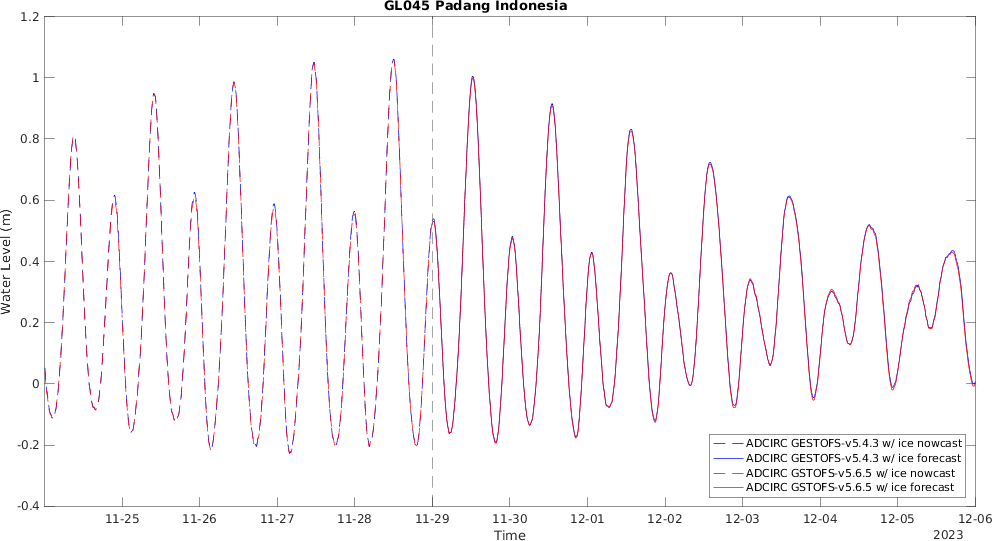 GL045 Padang Indonesia
1.2
1
0.8
0.6
0.4
0.2
0
-0.2
-0.4
Water Level (m)
ADCIRC GESTOFS-v5.4.3 w/ ice nowcast
ADCIRC GESTOFS-v5.4.3 w/ ice forecast
ADCIRC GSTOFS-v5.6.5 w/ ice nowcast
ADCIRC GSTOFS-v5.6.5 w/ ice forecast
11-25 11-26 11-27 11-28 11-29 11-30 12-01 12-02 12-03 12-04 12-05 12-06
Time
2023